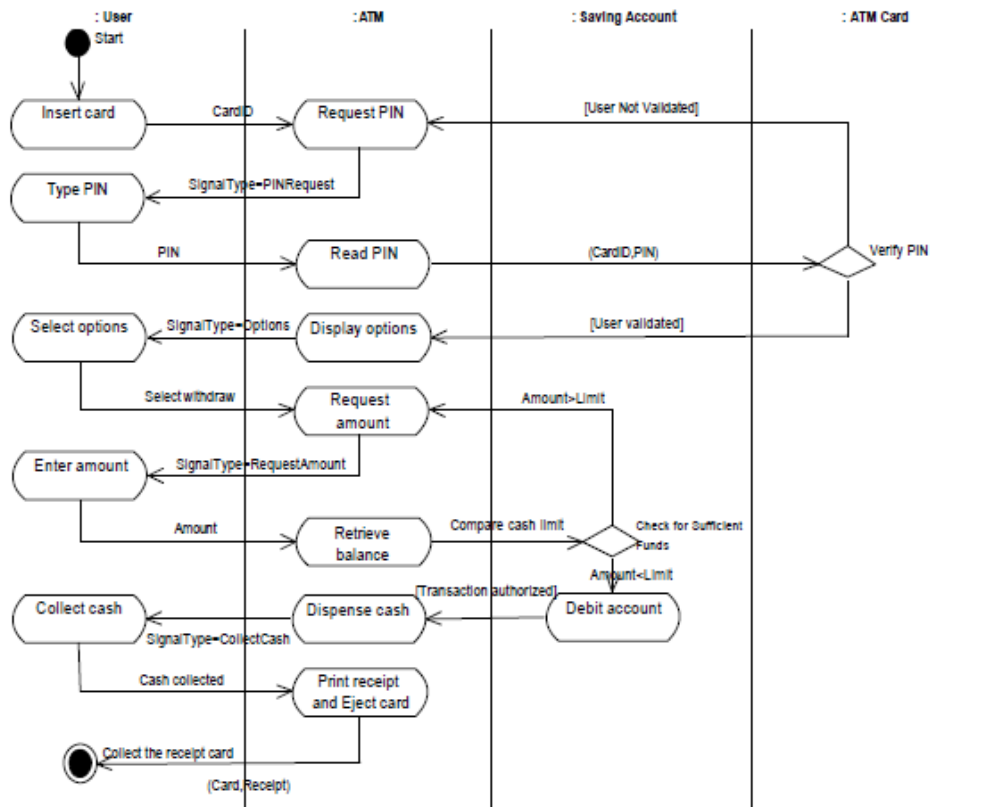 : User
: ATM
: Saving Account
: ATM Card
Start
Insert card
CardID
Request PIN
[User Not Validated]
Type PIN
SignalType=PINRequest
PIN
Read PIN
(CardID,PIN)
Verify PIN
Select options
SignalType=Options
Display options
[User validated]
Select withdraw
Request
amount
Amount>Limit
Enter amount
SignalType=RequestAmount
Amount
Retrieve
balance
Compare cash limit
Check for Sufficient
Funds
Amount<Limit
[Transaction authorized]
Collect cash
Dispense cash
Debit account
SignalType=CollectCash
Cash collected
Print receipt
and Eject card
Collect the receipt card
(Card,Receipt)